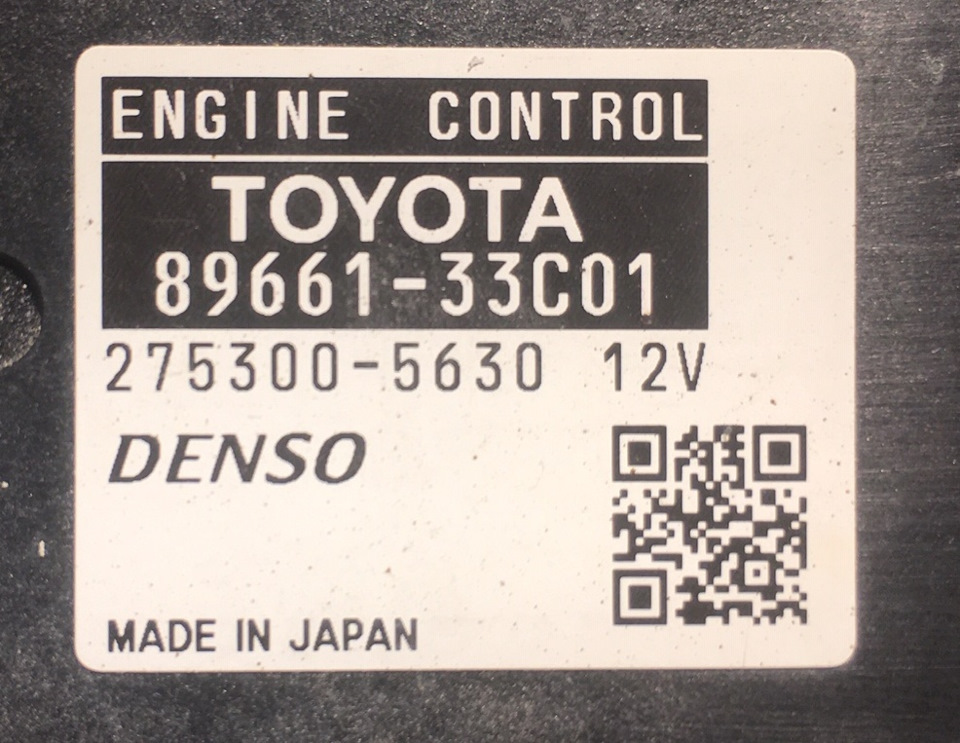 ENGINE CONTROL
TOYOTA
89661-33C01
275300-5630 12V
DENSO
MADE IN JAPAN